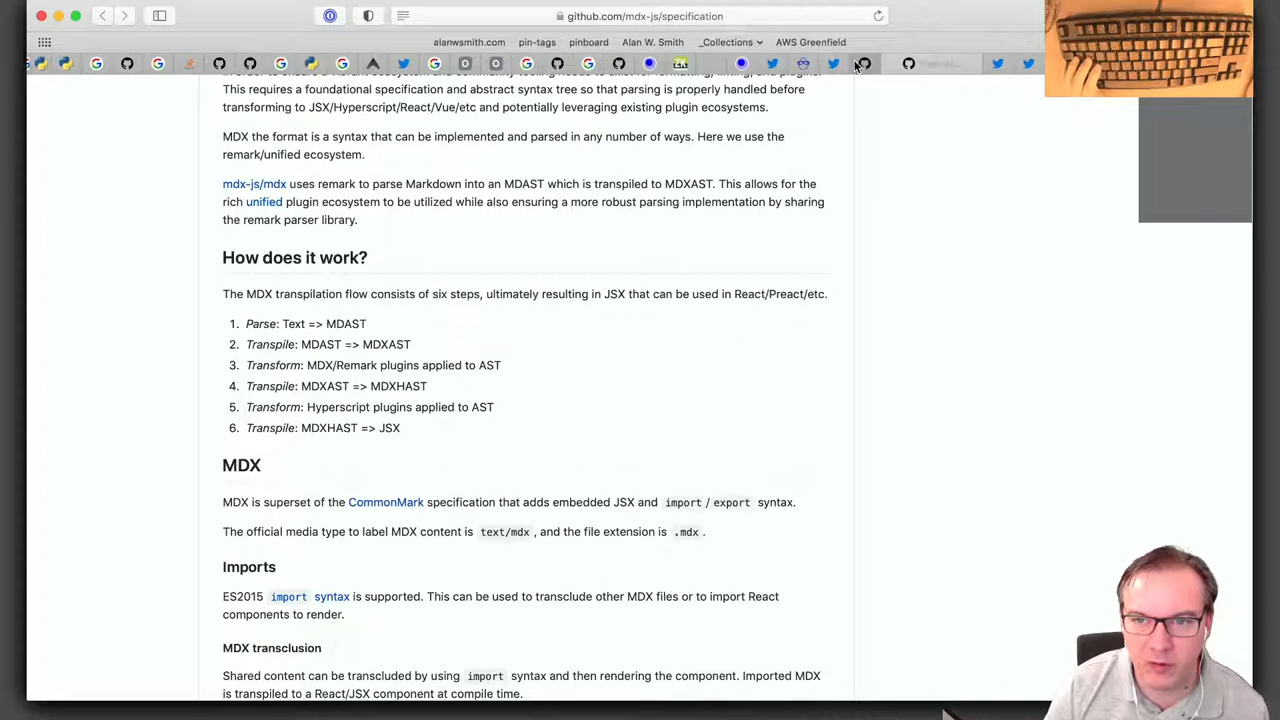 github.com/mdx-js/specification
alanwsmith.com pin-tags pinboard Alan W. Smith _Collections AWS Greenfield
ZK
This requires a foundational specification and abstract syntax tree so that parsing is properly handled before
transforming to JSX/Hyperscript/React/Vue/etc and potentially leveraging existing plugin ecosystems.
MDX the format is a syntax that can be implemented and parsed in any number of ways. Here we use the
remark/unified ecosystem.
mdx-js/mdx uses remark to parse Markdown into an MDAST which is transpiled to MDXAST. This allows for the
rich unified plugin ecosystem to be utilized while also ensuring a more robust parsing implementation by sharing
the remark parser library.
How does it work?
The MDX transpilation flow consists of six steps, ultimately resulting in JSX that can be used in React/Preact/etc.
1. Parse: Text => MDAST
2. Transpile: MDAST => MDXAST
3. Transform: MDX/Remark plugins applied to AST
4. Transpile: MDXAST => MDXHAST
5. Transform: Hyperscript plugins applied to AST
6. Transpile: MDXHAST => JSX
MDX
MDX is superset of the CommonMark specification that adds embedded JSX and import / export syntax.
The official media type to label MDX content is text/mdx , and the file extension is .mdx .
Imports
ES2015 import syntax is supported. This can be used to transclude other MDX files or to import React
components to render.
MDX transclusion
Shared content can be transcluded by using import syntax and then rendering the component. Imported MDX
is transpiled to a React/JSX component at compile time.